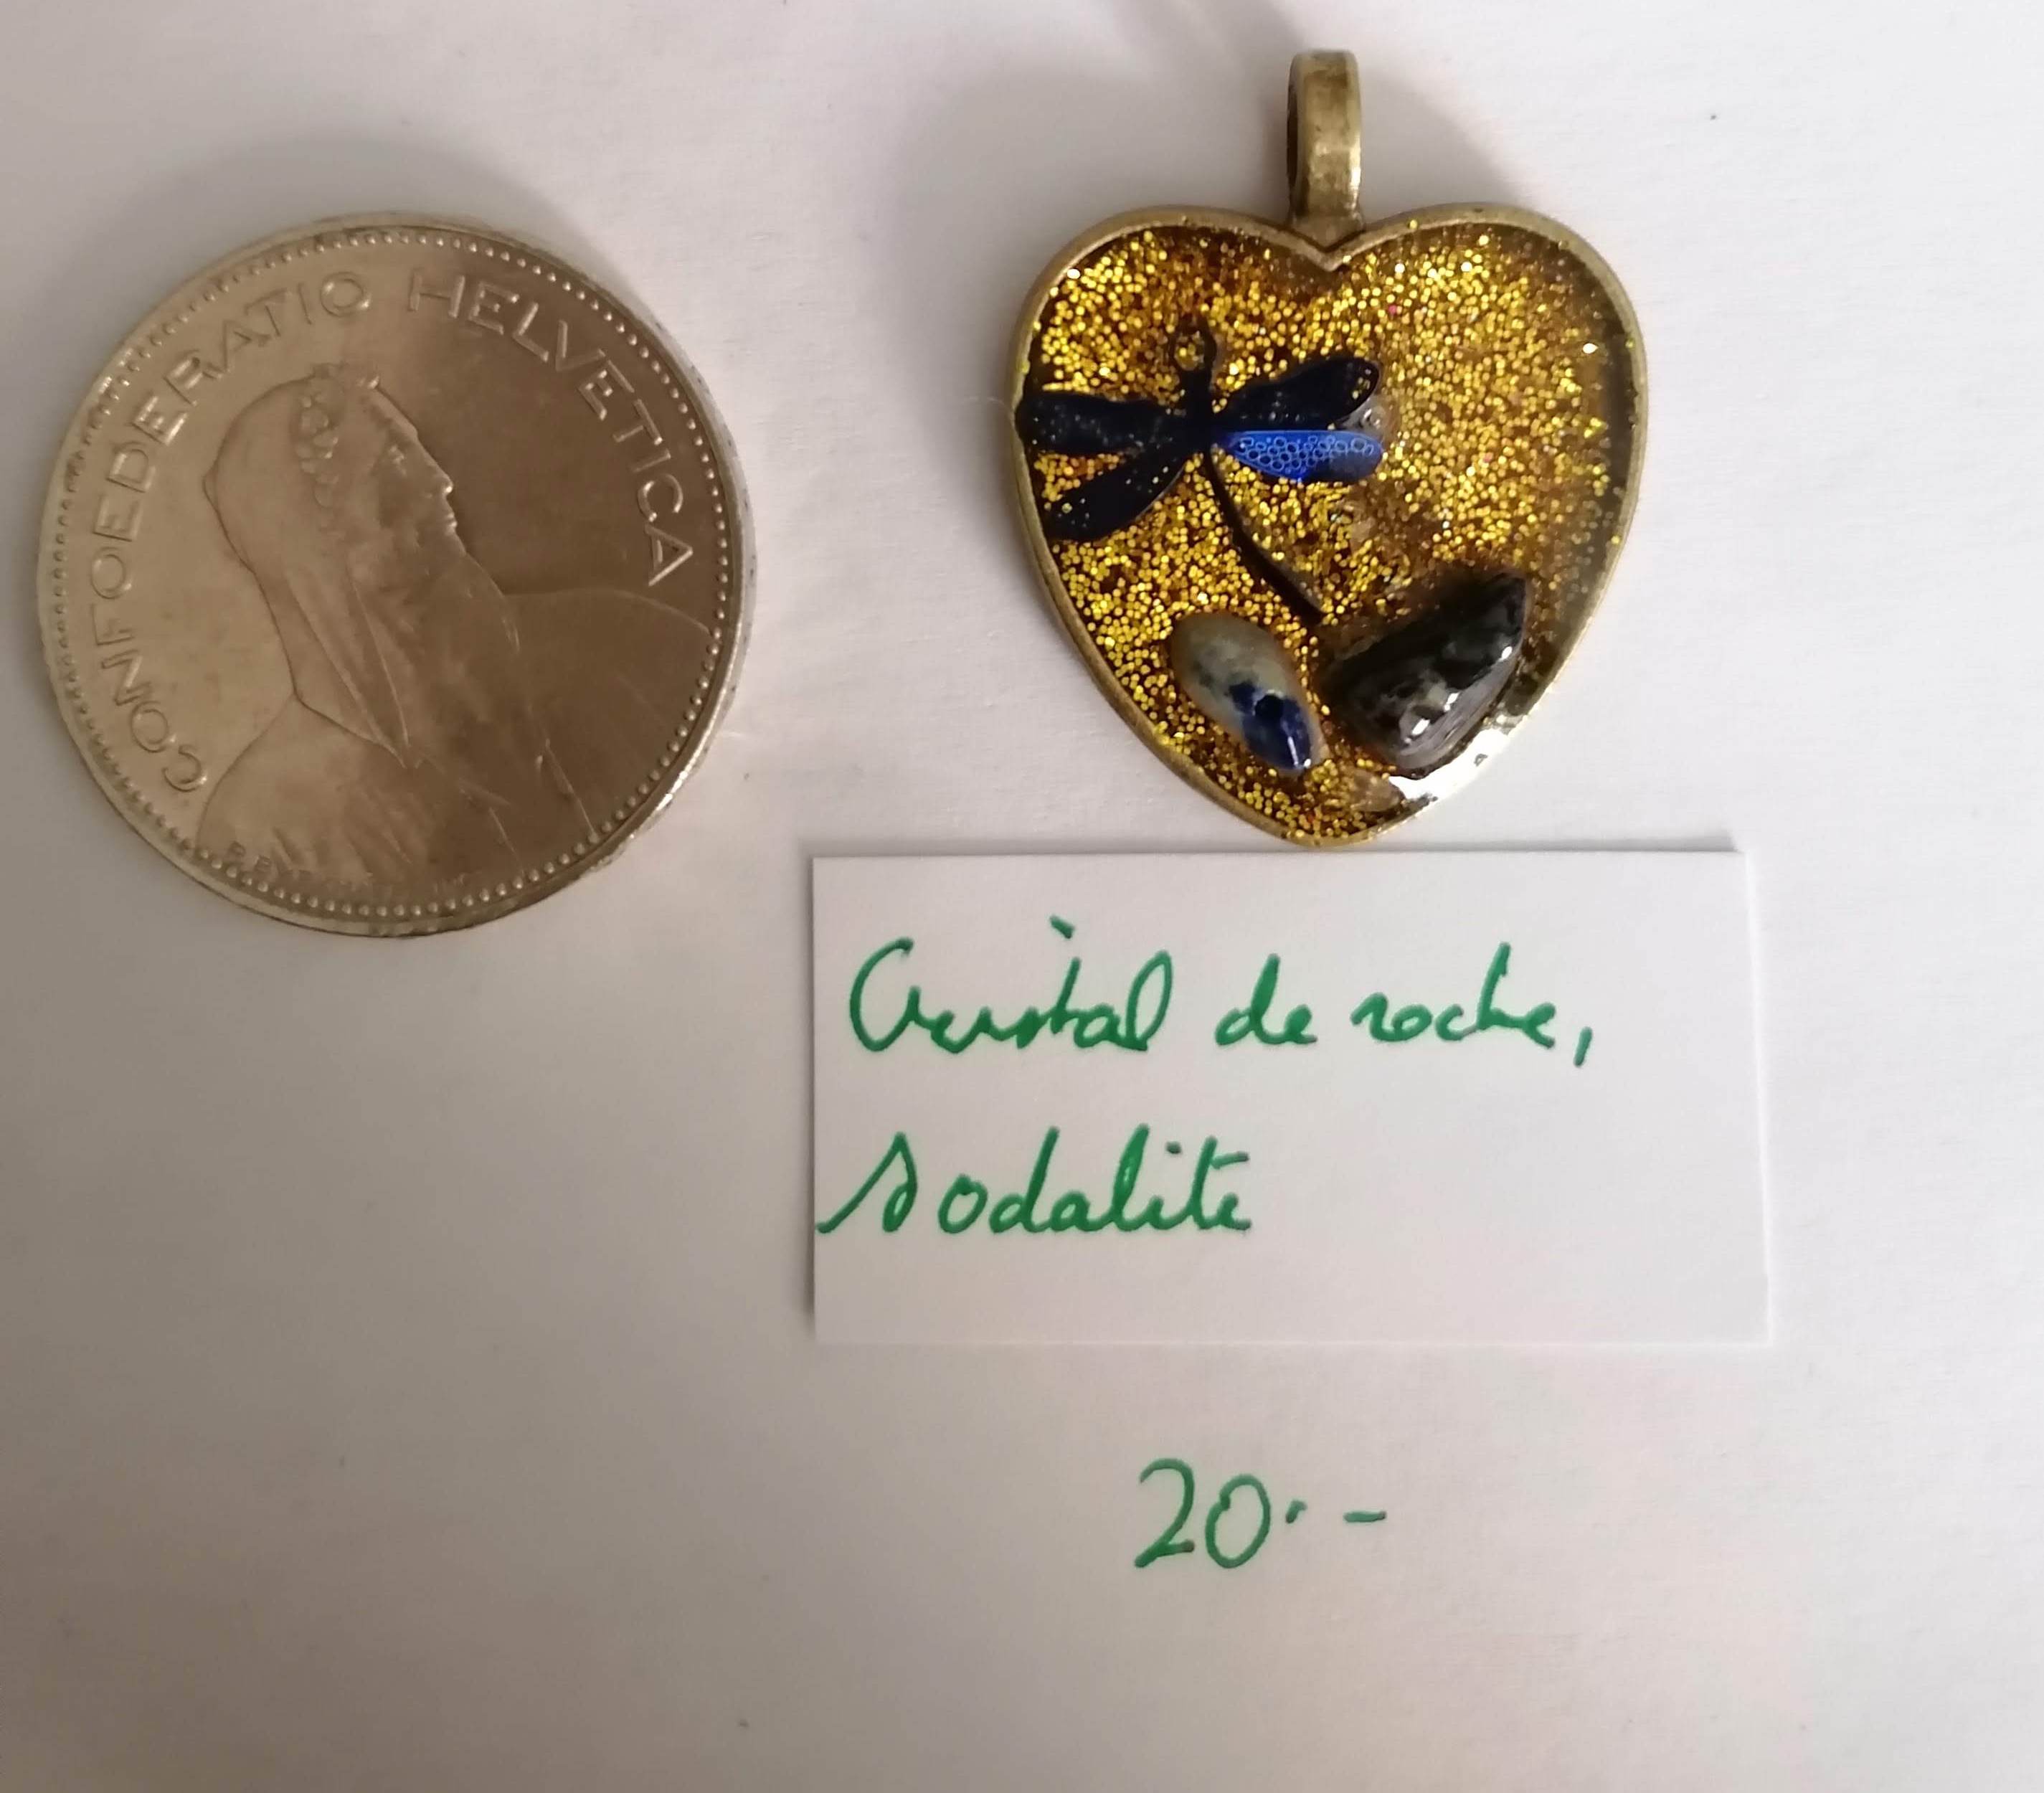 CONFOEDERATIO HELVETICA
Cristal de roche,
sodalite
20.-